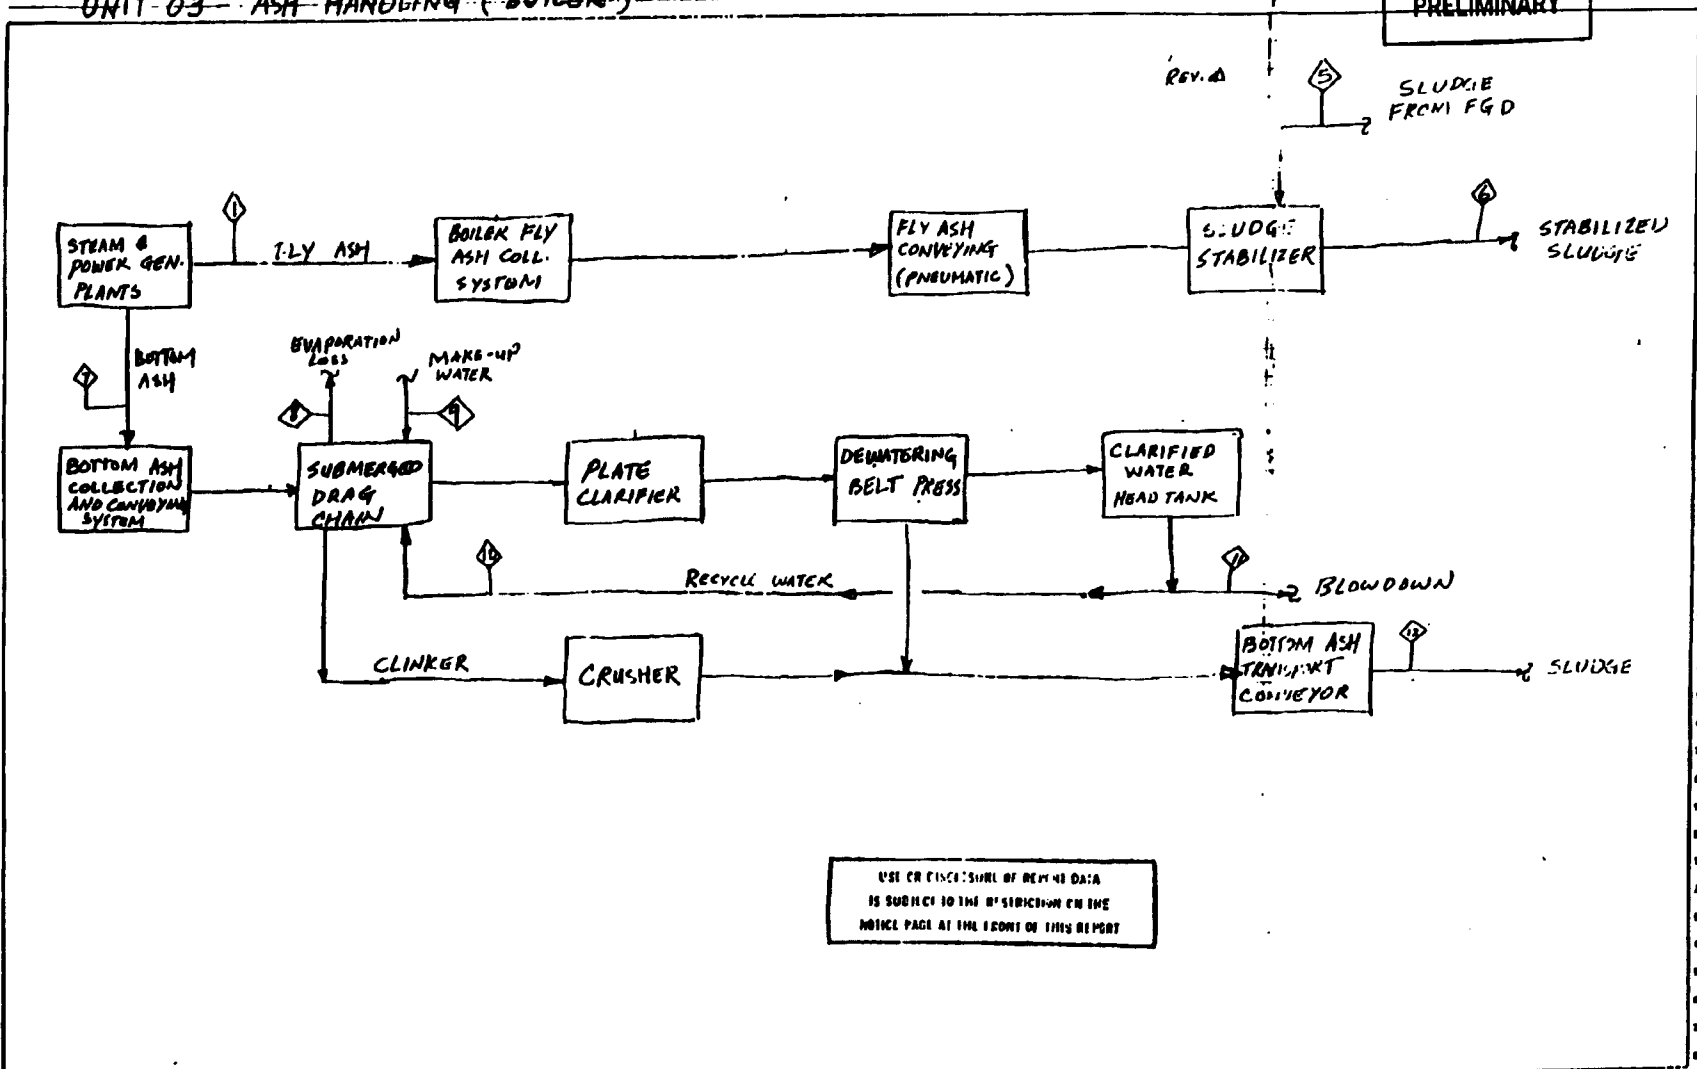 UNIT 03 - ASH HANDLING (BOILER)
PRELIMINARY
REV. A
5
SLUDGE
FROM FGD
1
6
STEAM &
POWER GEN.
PLANTS
FLY ASH
BOILER FLY
ASH COLL.
SYSTEM
FLY ASH
CONVEYING
(PNEUMATIC)
SLUDGE
STABILIZER
STABILIZED
SLUDGE
7
BOTTOM
ASH
EVAPORATION
LOSS
MAKE-UP
WATER
8
9
BOTTOM ASH
COLLECTION
AND CONVEYING
SYSTEM
SUBMERGED
DRAG
CHAIN
PLATE
CLARIFIER
DEWATERING
BELT PRESS
CLARIFIED
WATER
HEAD TANK
10
RECYCLE WATER
11
BLOWDOWN
CLINKER
CRUSHER
BOTTOM ASH
TRANSPORT
CONVEYOR
12
SLUDGE
USE OR DISCLOSURE OF REPORT DATA
IS SUBJECT TO THE RESTRICTION ON THE
NOTICE PAGE AT THE FRONT OF THIS REPORT